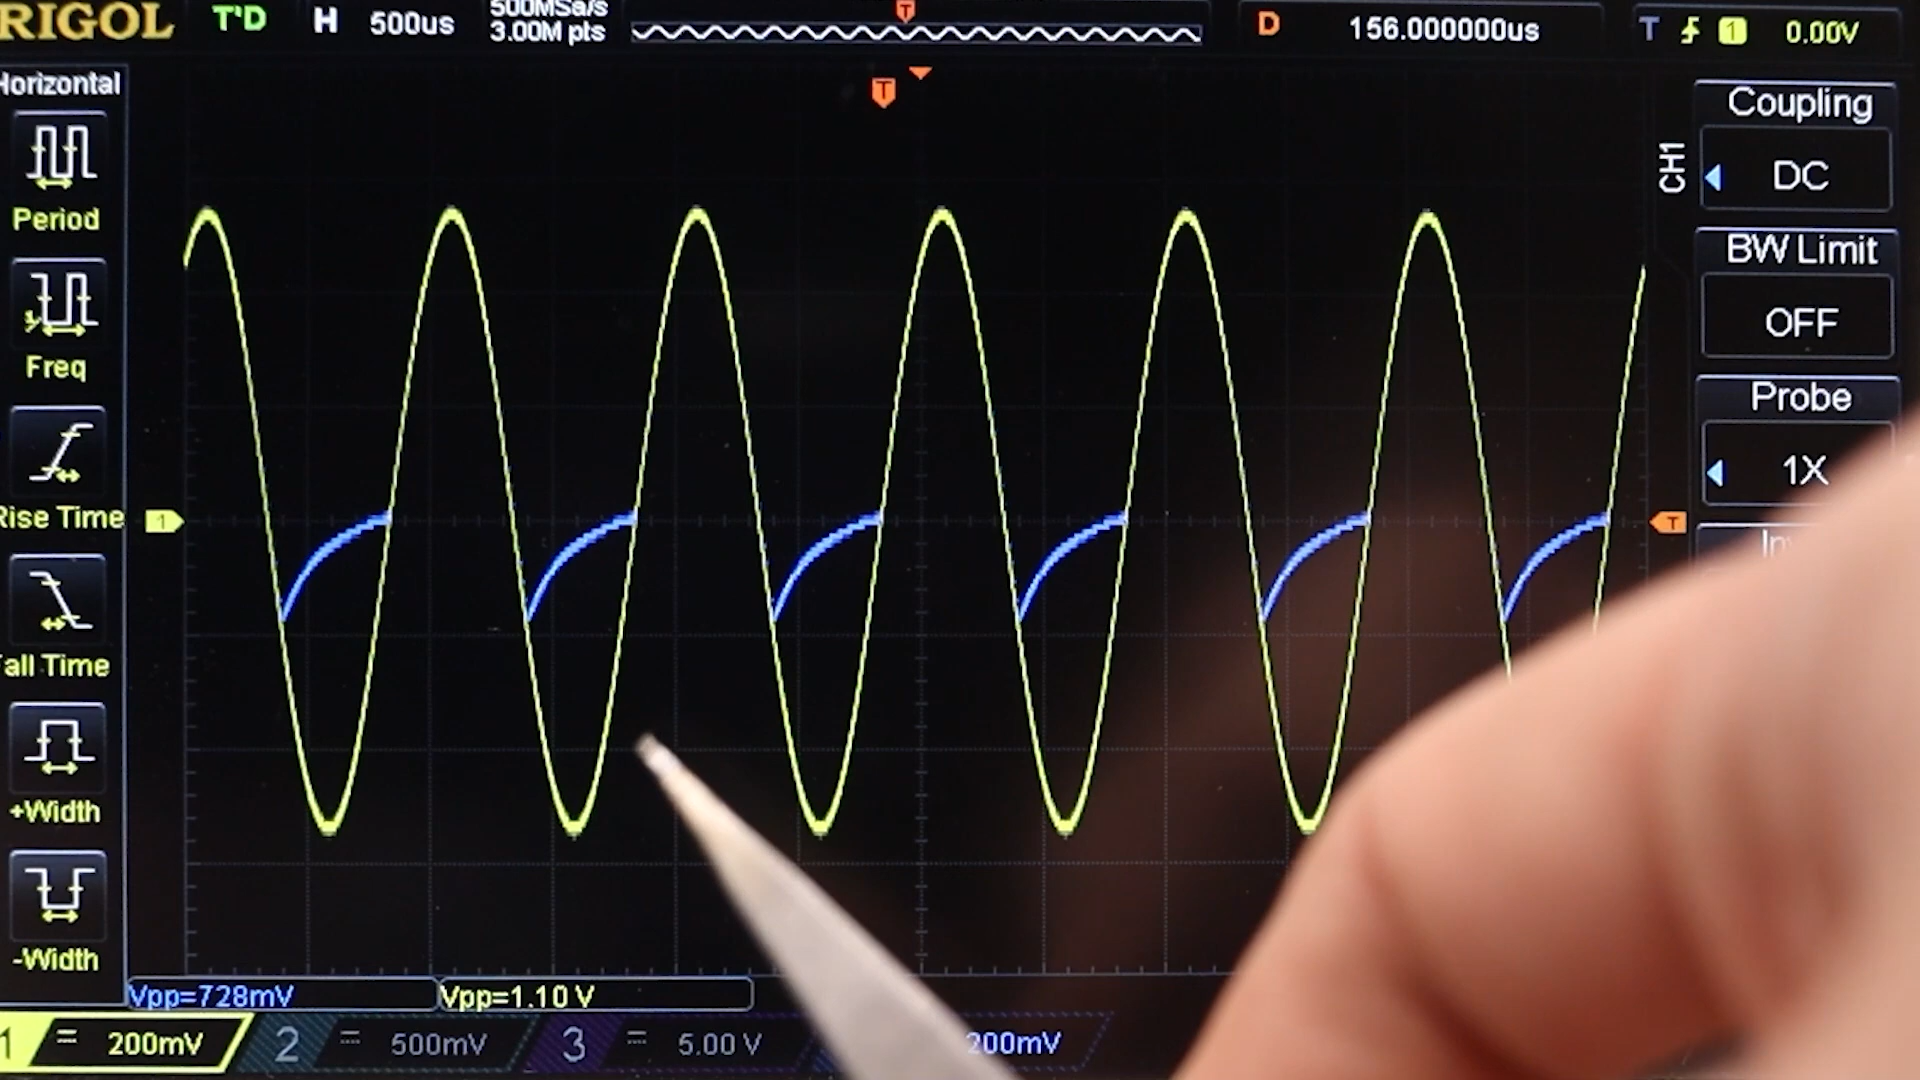 RIGOL T'D H 500us 500MSa/s 3.00M pts T D 156.000000us T 1 0.00V
Horizontal
T
Coupling
CH1
DC
Period
BW Limit
OFF
Freq
Probe
1X
Rise Time
1
T
Fall Time
+Width
-Width
Vpp=728mV Vpp=1.10 V
1 200mV 2 500mV 3 5.00 V 200mV